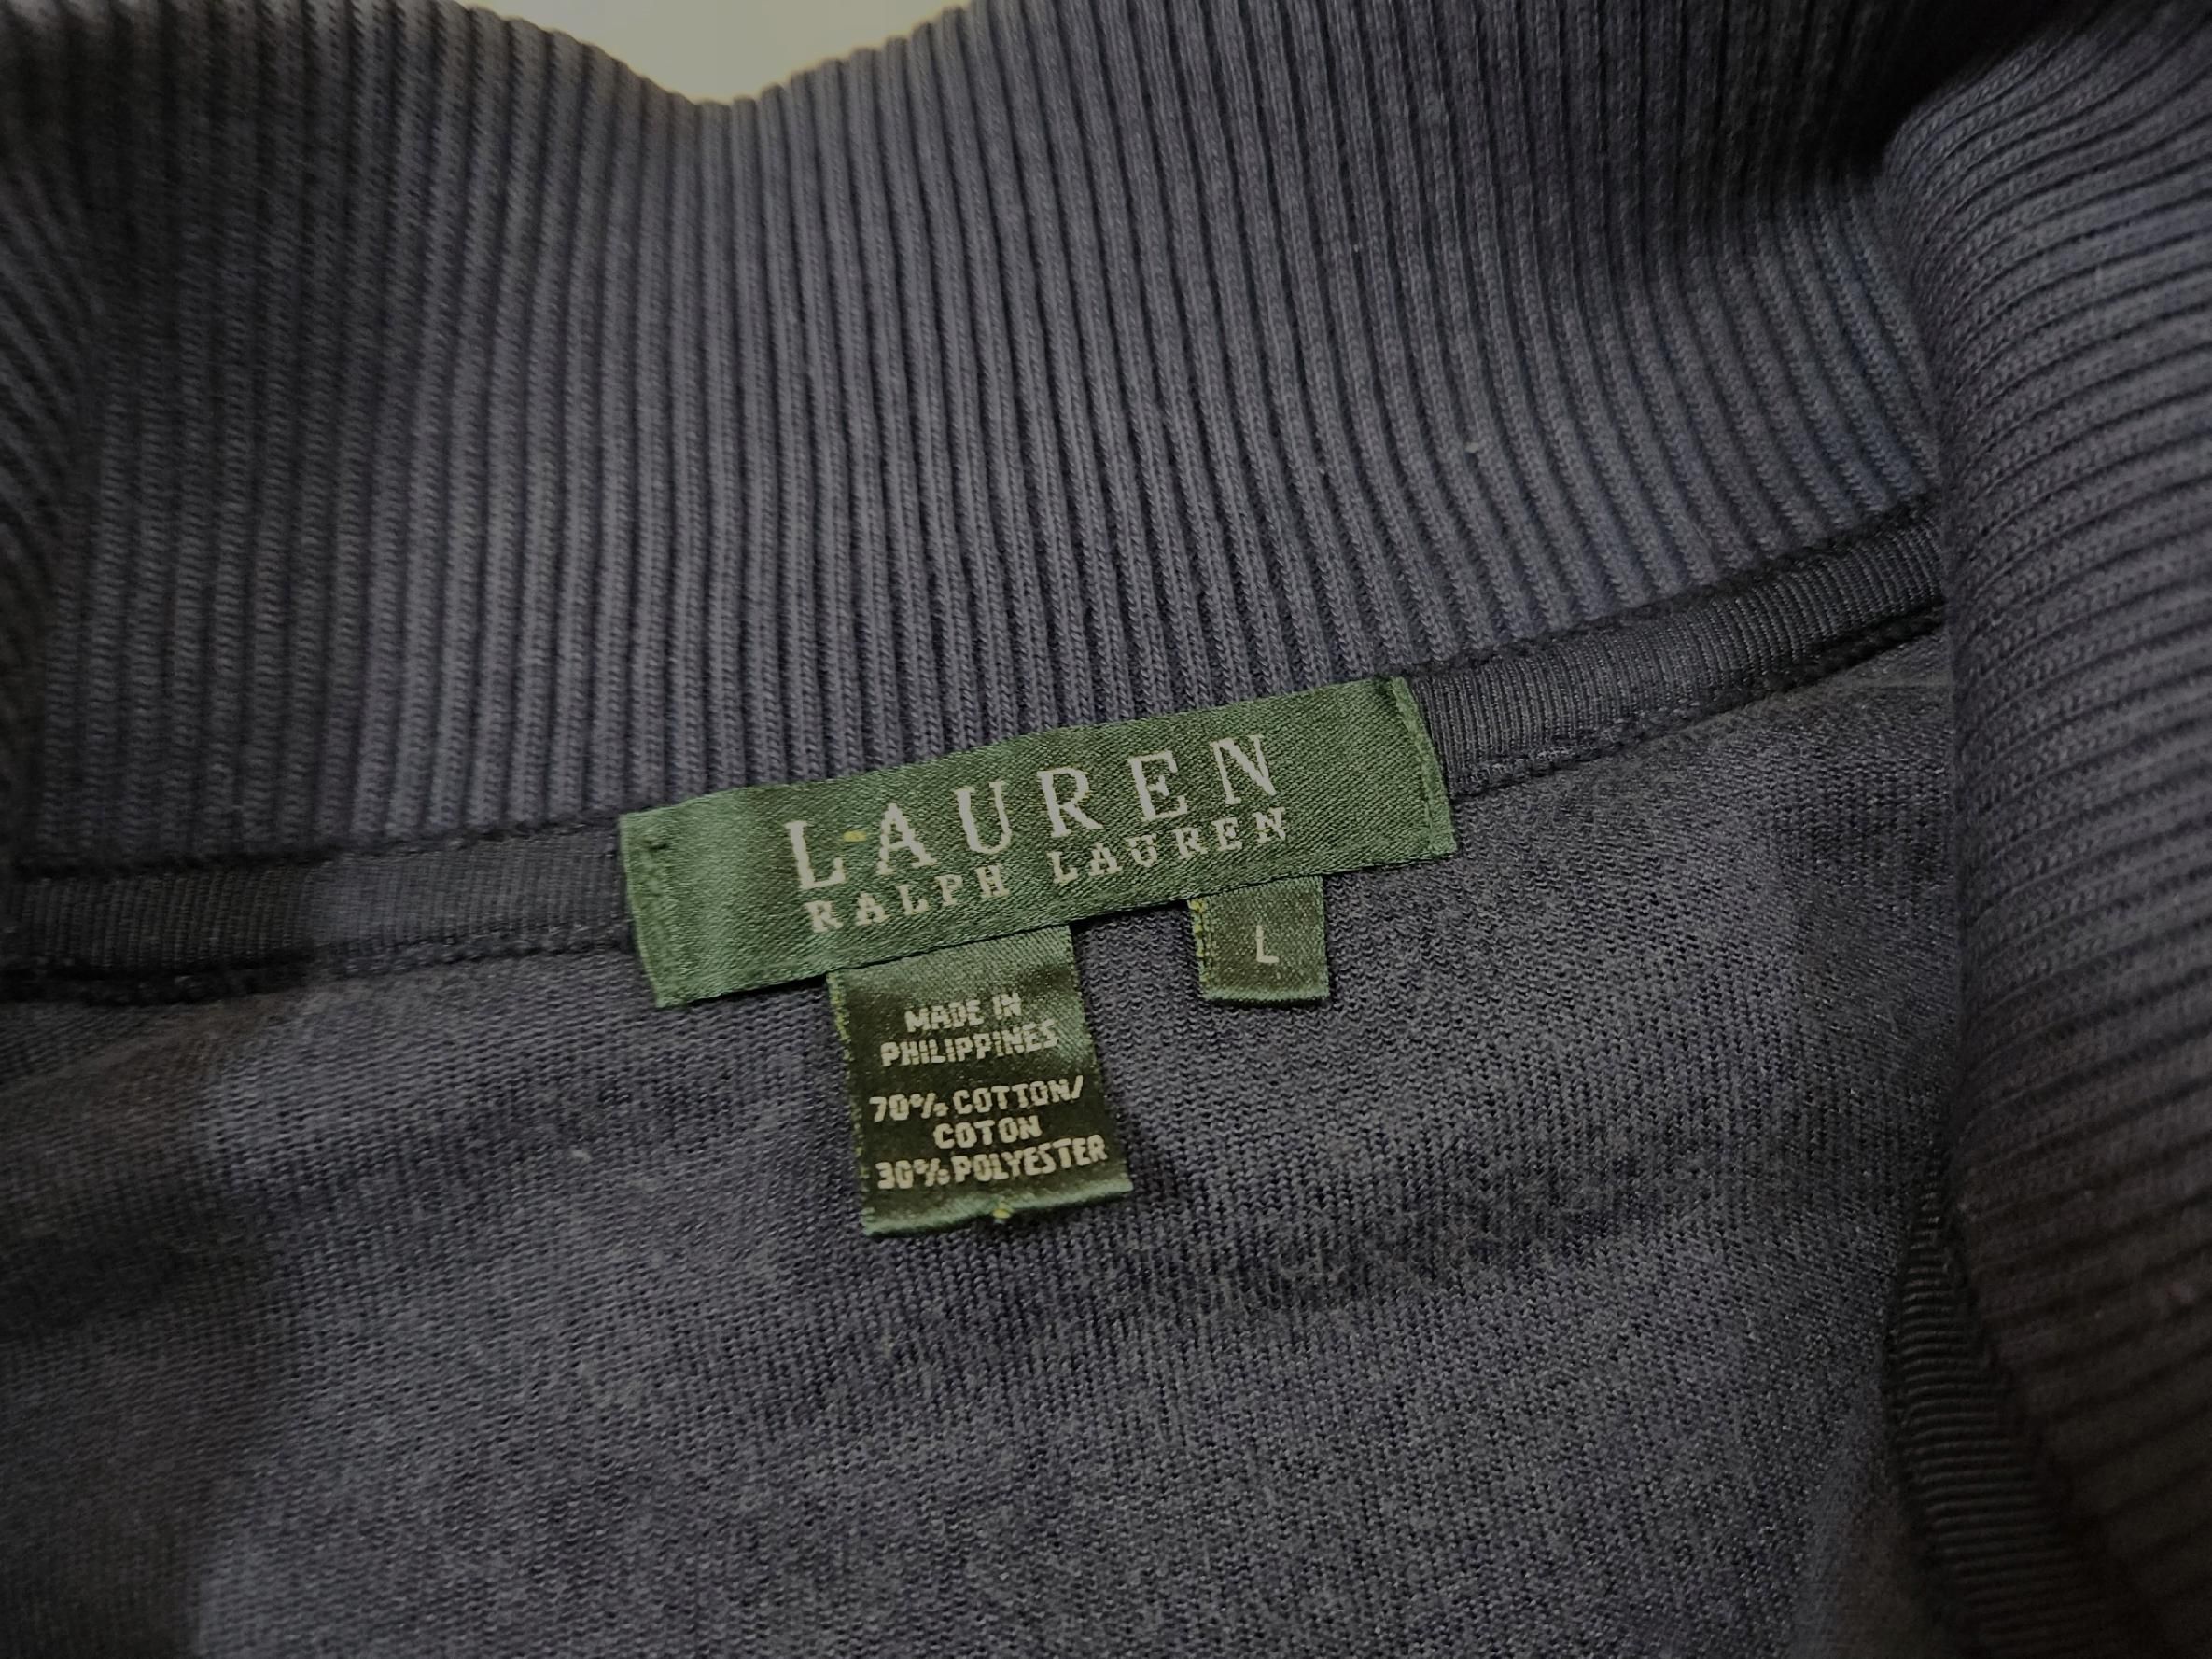 LAUREN
RALPH LAUREN
L
MADE IN
PHILIPPINES
70% COTTON/
COTON
30% POLYESTER